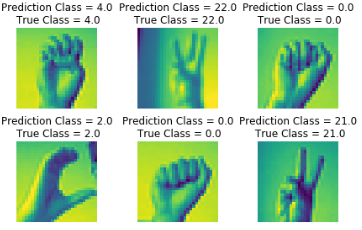 Prediction Class = 4.0
True Class = 4.0
Prediction Class = 22.0
True Class = 22.0
Prediction Class = 0.0
True Class = 0.0
Prediction Class = 2.0
True Class = 2.0
Prediction Class = 0.0
True Class = 0.0
Prediction Class = 21.0
True Class = 21.0